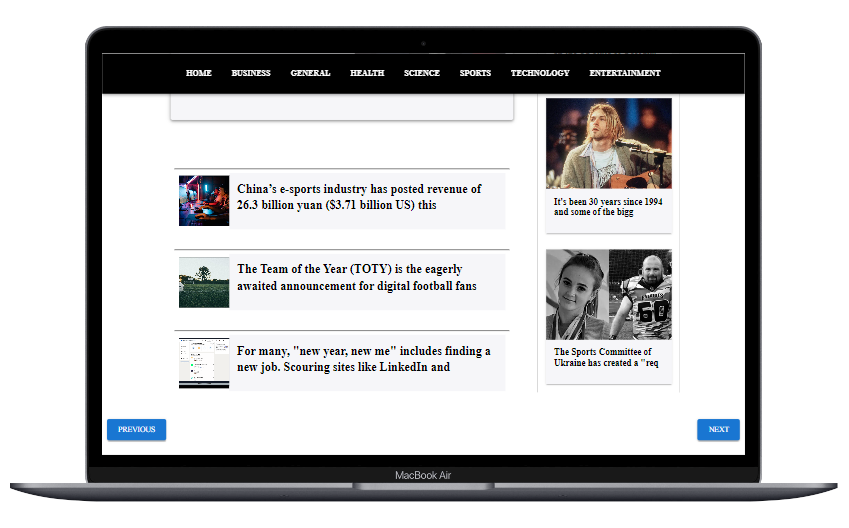 HOME BUSINESS GENERAL HEALTH SCIENCE SPORTS TECHNOLOGY ENTERTAINMENT
China’s e-sports industry has posted revenue of
26.3 billion yuan ($3.71 billion US) this
The Team of the Year (TOTY) is the eagerly
awaited announcement for digital football fans
For many, "new year, new me" includes finding a
new job. Scouring sites like LinkedIn and
It's been 30 years since 1994
and some of the bigg
60
The Sports Committee of
Ukraine has created a "req
PREVIOUS NEXT
MacBook Air